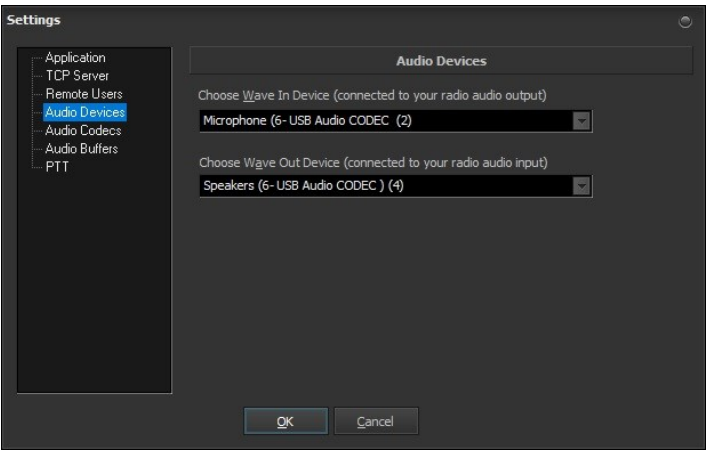 Settings
Application
TCP Server
Remote Users
Audio Devices
Audio Codecs
Audio Buffers
PTT
Audio Devices
Choose Wave In Device (connected to your radio audio output)
Microphone (6- USB Audio CODEC  (2)
Choose Wave Out Device (connected to your radio audio input)
Speakers (6- USB Audio CODEC ) (4)
OK
Cancel